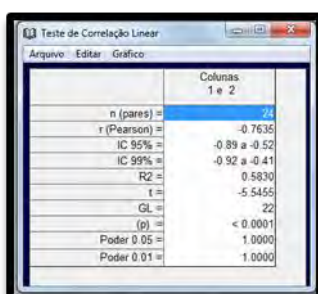 Teste de Correlação Linear
Arquivo Editar Gráfico
Colunas
1 e 2
n (pares) = 24
r (Pearson) = -0.7635
IC 95% = -0.89 a -0.52
IC 99% = -0.92 a -0.41
R2 = 0.5830
t = -5.5455
GL = 22
(p) = < 0.0001
Poder 0.05 = 1.0000
Poder 0.01 = 1.0000